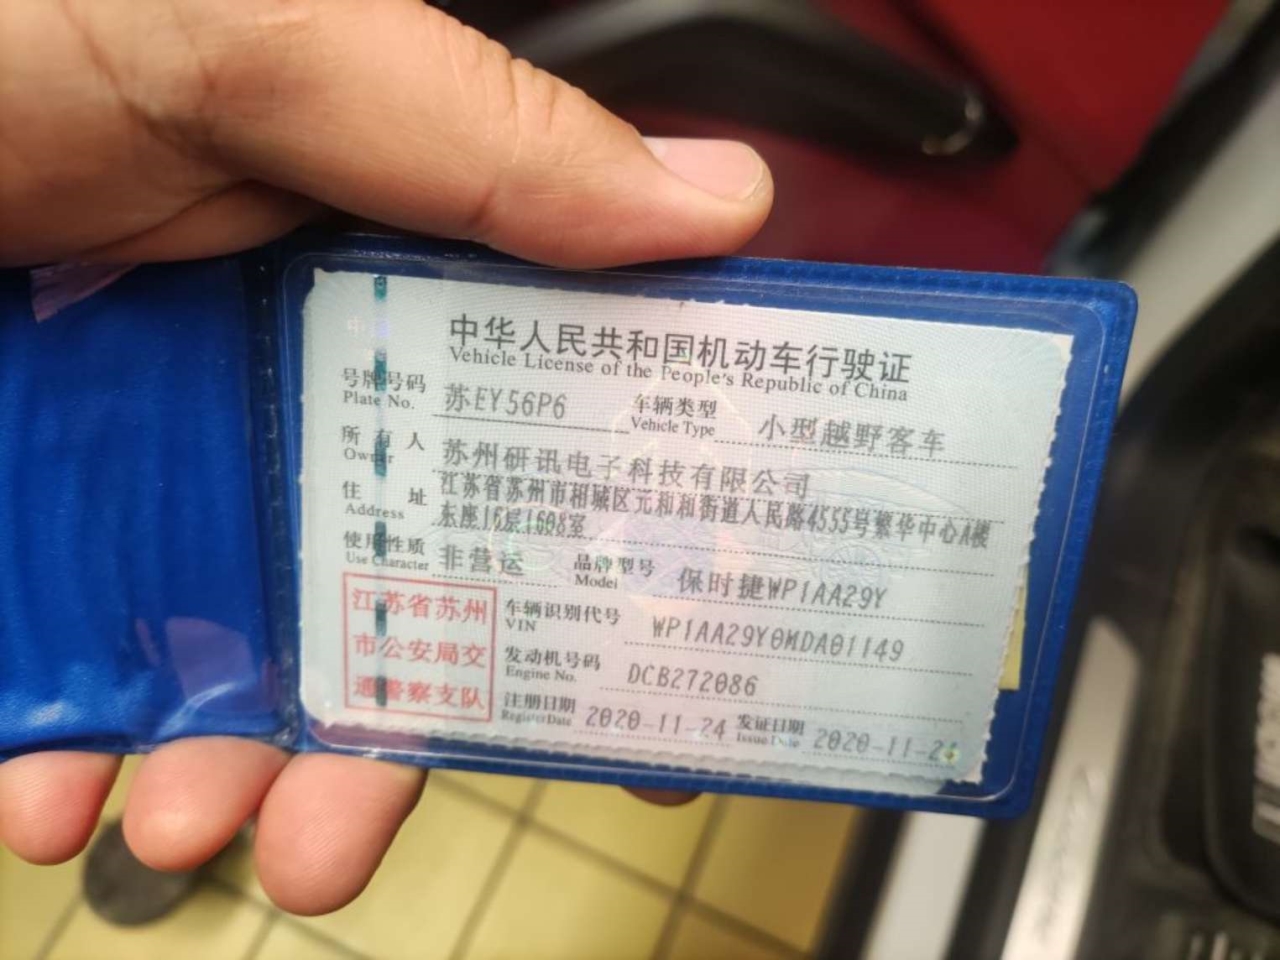 中华人民共和国机动车行驶证
Vehicle License of the People's Republic of China
号牌号码 苏EY56P6 车辆类型 小型越野客车
Plate No. Vehicle Type
所有人 苏州研讯电子科技有限公司
Owner
住址 江苏省苏州市相城区元和和街道人民路4555号繁华中心A楼
Address 东座16层1608室
使用性质 非营运 品牌型号 保时捷WP1AA29Y
Use Character Model
江苏省苏州
市公安局交
通警察支队
车辆识别代号 WP1AA29Y0MDA01149
VIN
发动机号码 DCB272086
Engine No.
注册日期 2020-11-24 发证日期 2020-11-2
Register Date Issue Date